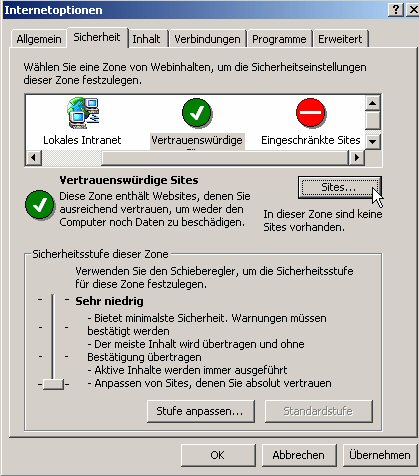 Internetoptionen
Allgemein Sicherheit Inhalt Verbindungen Programme Erweitert
Wählen Sie eine Zone von Webinhalten, um die Sicherheitseinstellungen
dieser Zone festzulegen.
Lokales Intranet Vertrauenswürdige Eingeschränkte Sites
Vertrauenswürdige Sites
Diese Zone enthält Websites, denen Sie
ausreichend vertrauen, um weder den
Computer noch Daten zu beschädigen.
Sites...
In dieser Zone sind keine
Sites vorhanden.
Sicherheitsstufe dieser Zone
Verwenden Sie den Schieberegler, um die Sicherheitsstufe
für diese Zone festzulegen.
Sehr niedrig
- Bietet minimalste Sicherheit. Warnungen müssen
bestätigt werden
- Der meiste Inhalt wird übertragen und ohne
Bestätigung übertragen
- Aktive Inhalte werden immer ausgeführt
- Anpassen von Sites, denen Sie absolut vertrauen
Stufe anpassen... Standardstufe
OK Abbrechen Übernehmen